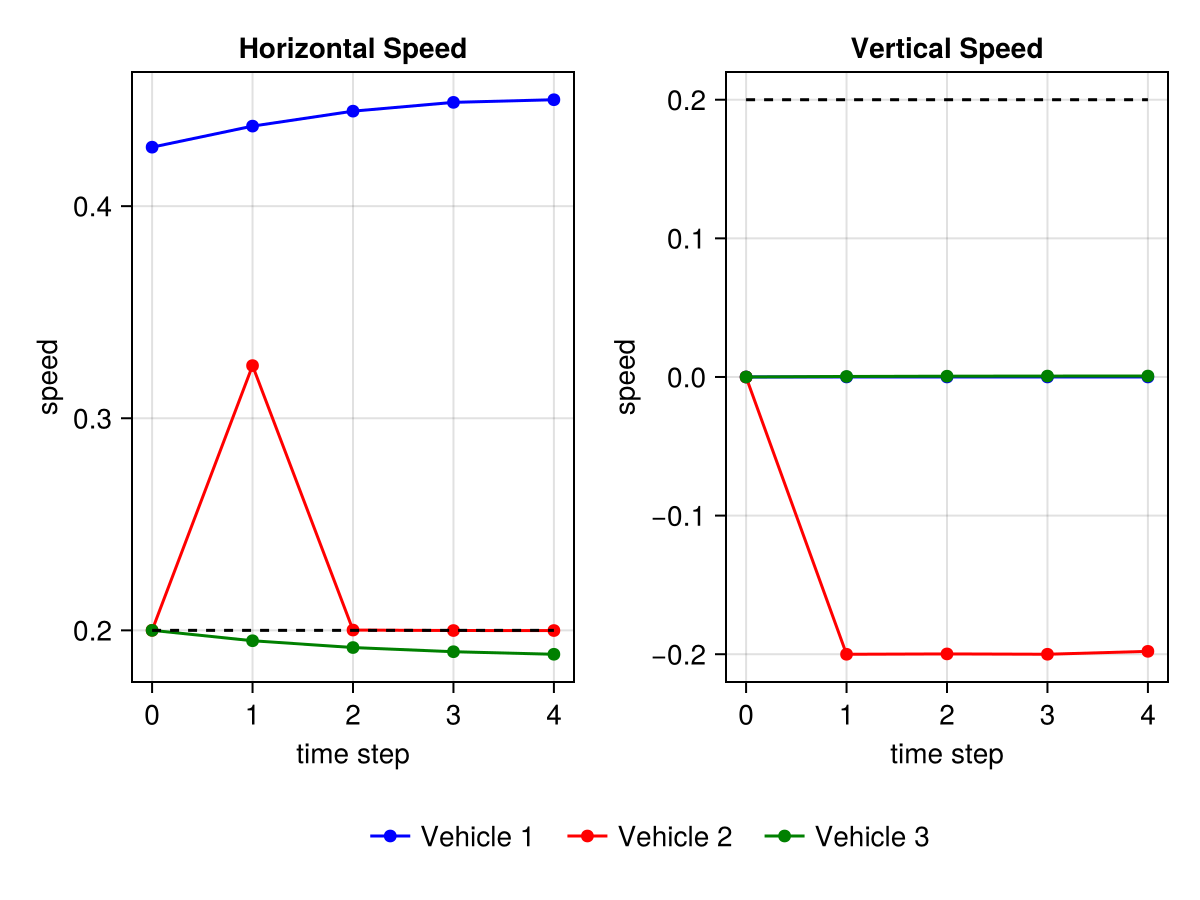 Horizontal Speed
speed
0.4
0.3
0.2
0
1
2
3
4
time step
Vertical Speed
speed
0.2
0.1
0.0
−0.1
−0.2
0
1
2
3
4
time step
Vehicle 1
Vehicle 2
Vehicle 3